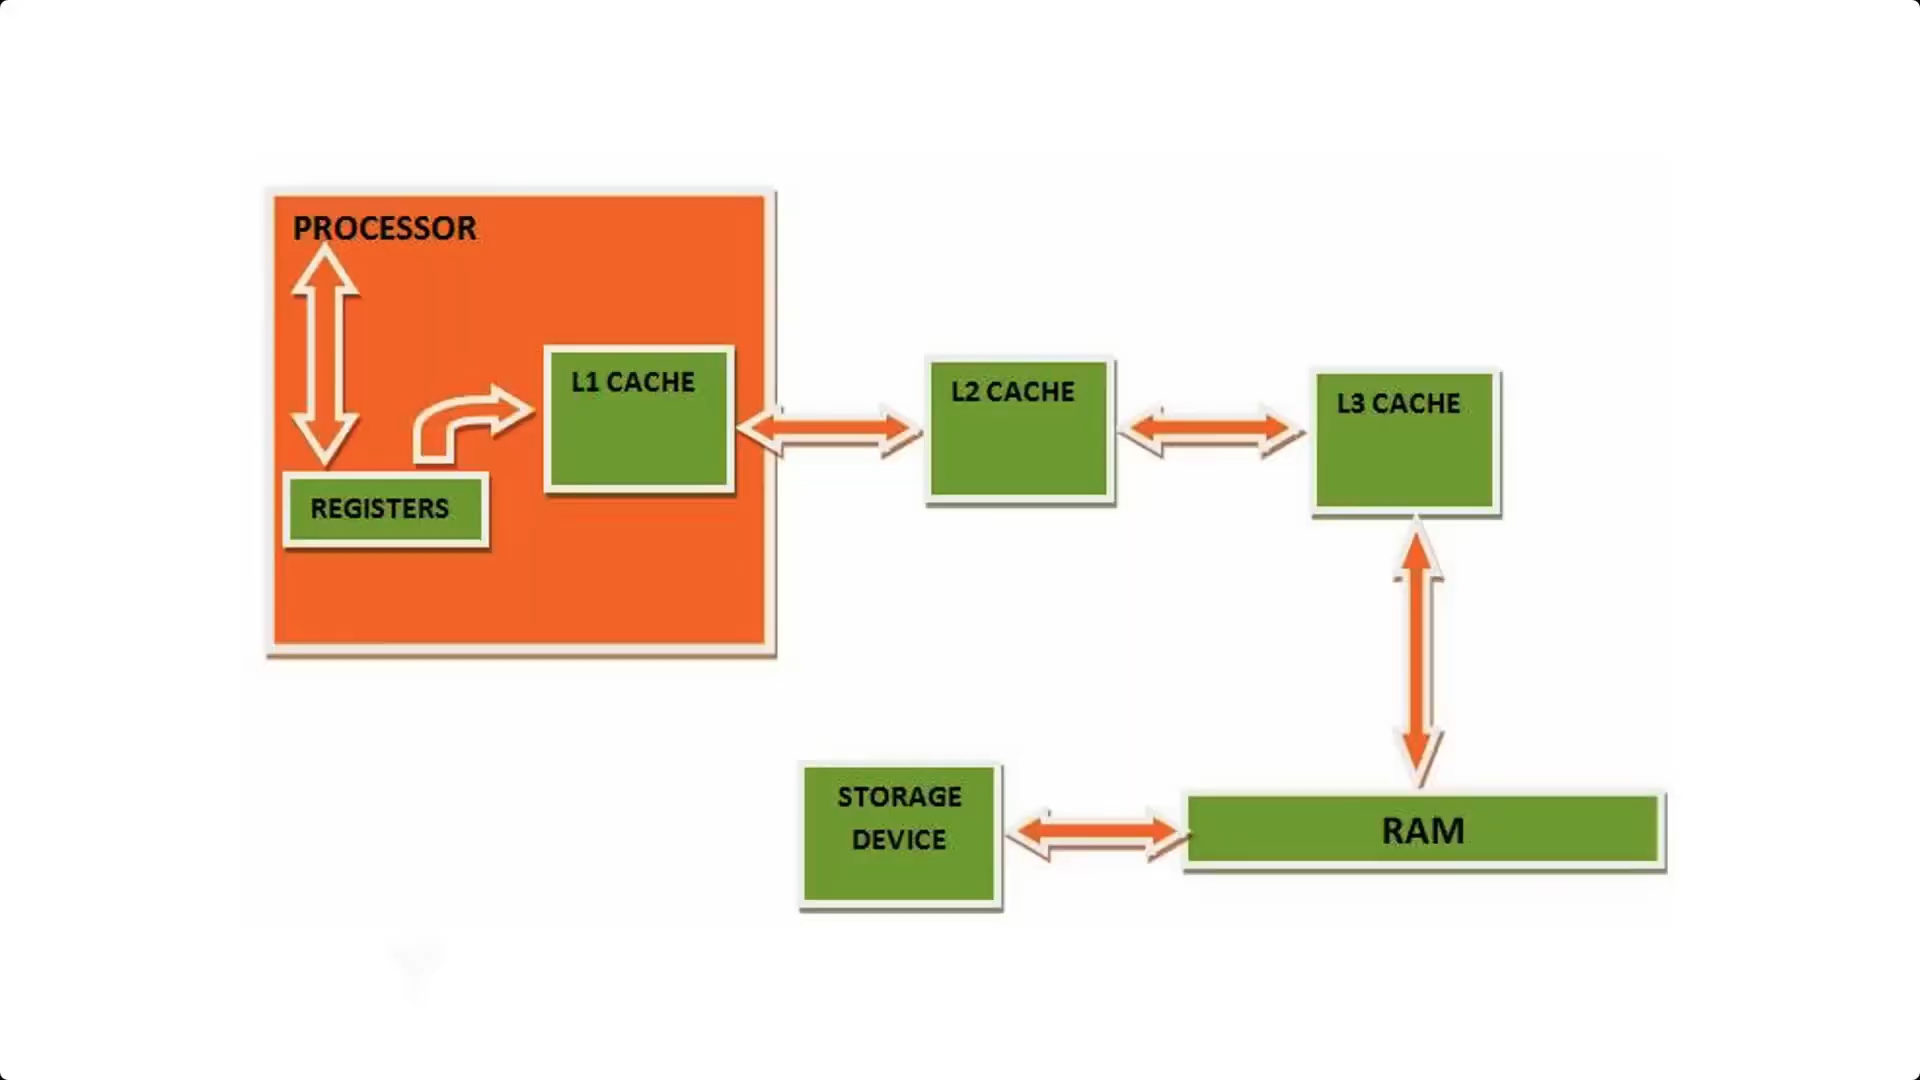 PROCESSOR
L1 CACHE
L2 CACHE
L3 CACHE
REGISTERS
STORAGE
DEVICE
RAM